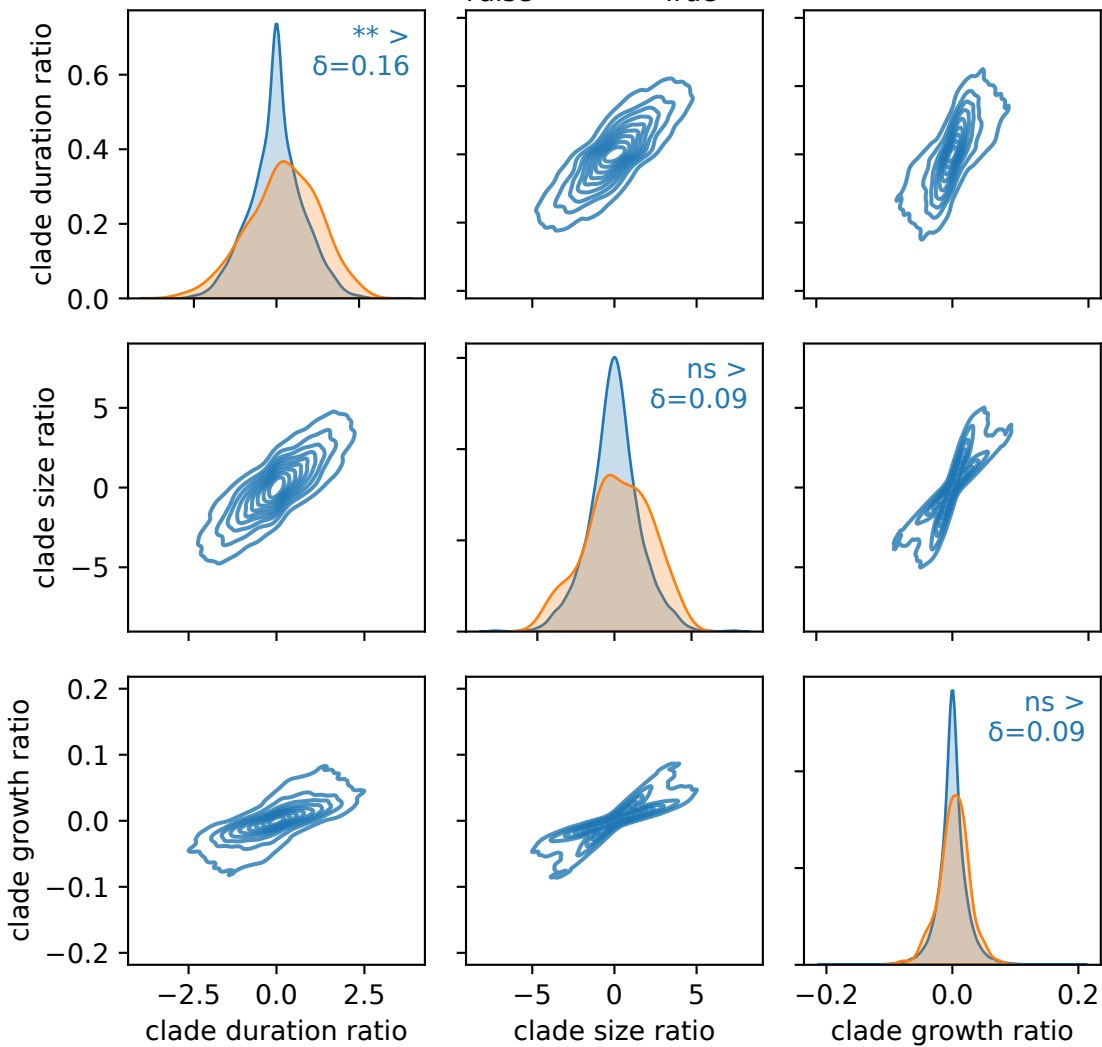 clade duration ratio
0.6
0.4
0.2
0.0
** >
δ=0.16
clade size ratio
5
0
−5
ns >
δ=0.09
clade growth ratio
0.2
0.1
0.0
−0.1
−0.2
ns >
δ=0.09
−2.5 0.0 2.5
clade duration ratio
−5 0 5
clade size ratio
−0.2 0.0 0.2
clade growth ratio